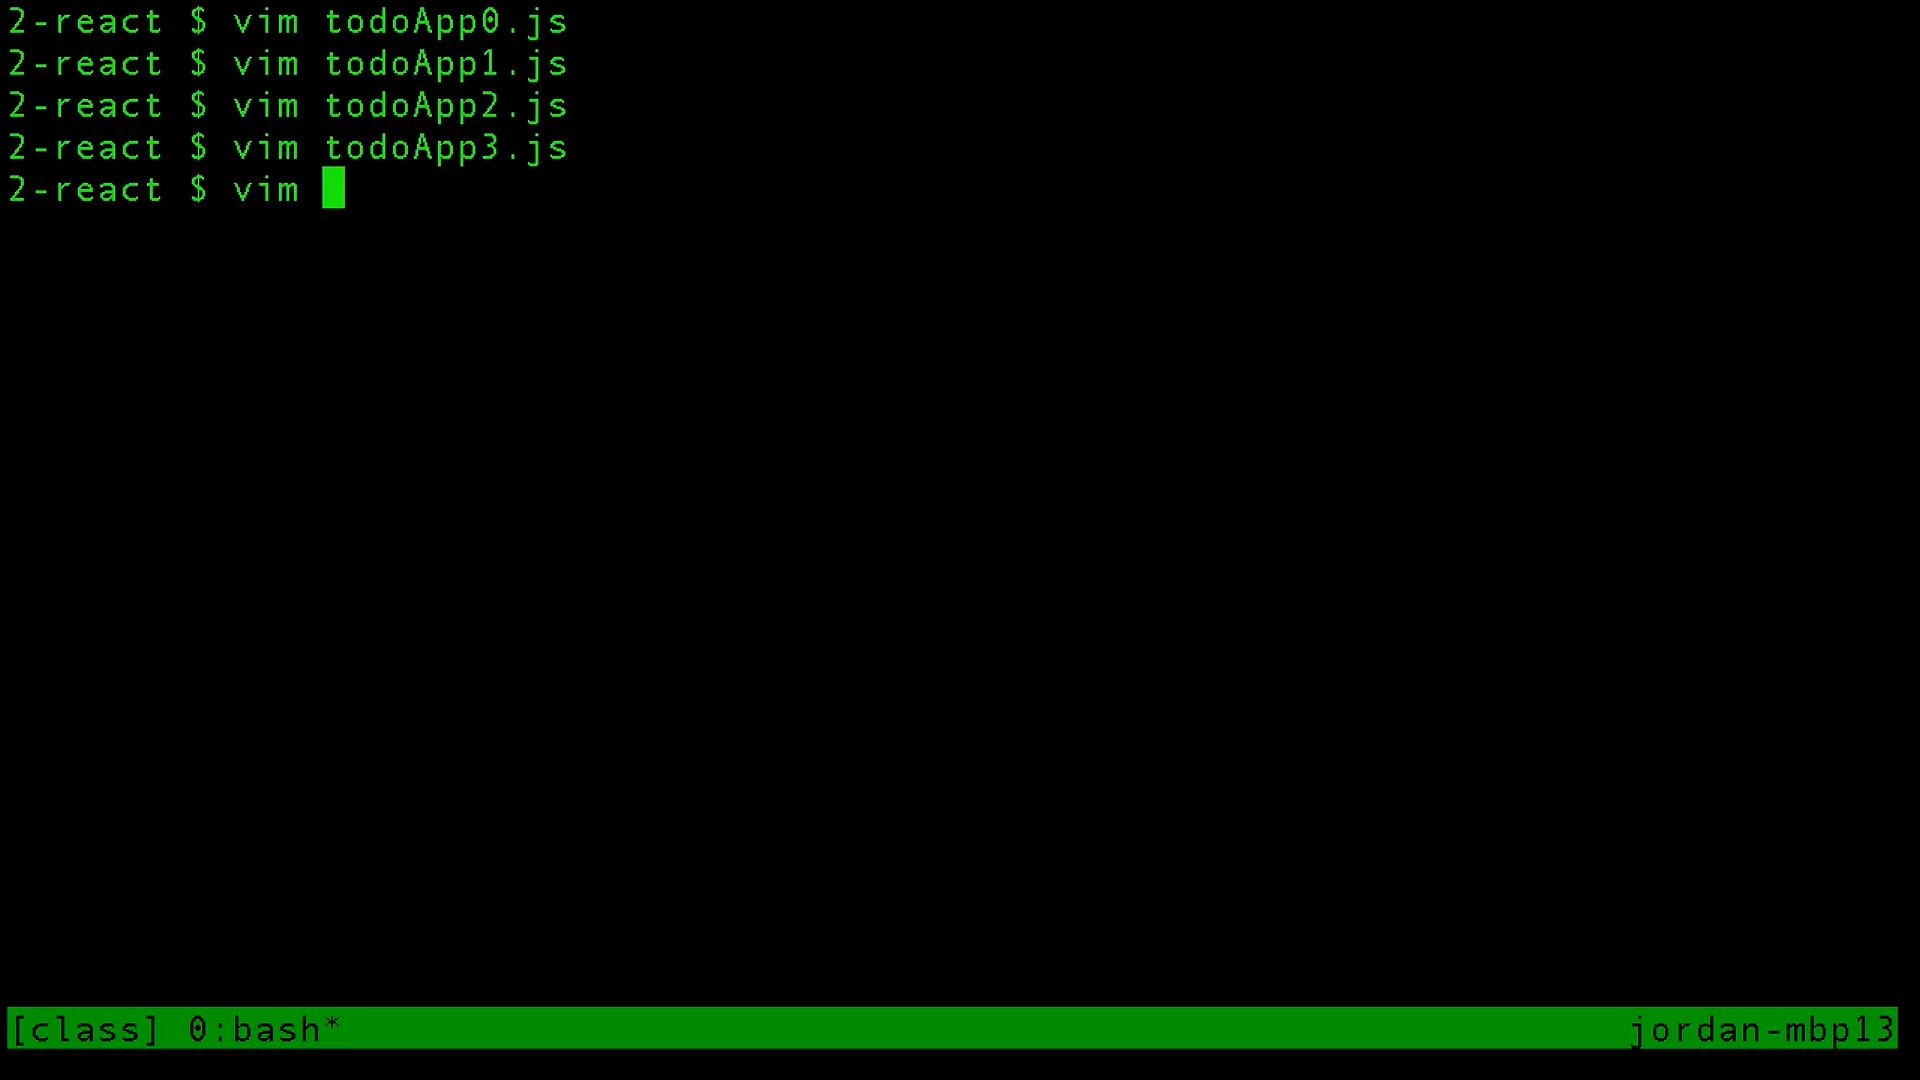 2-react $ vim todoApp0.js
2-react $ vim todoApp1.js
2-react $ vim todoApp2.js
2-react $ vim todoApp3.js
2-react $ vim
[class] 0:bash* jordan-mbp13